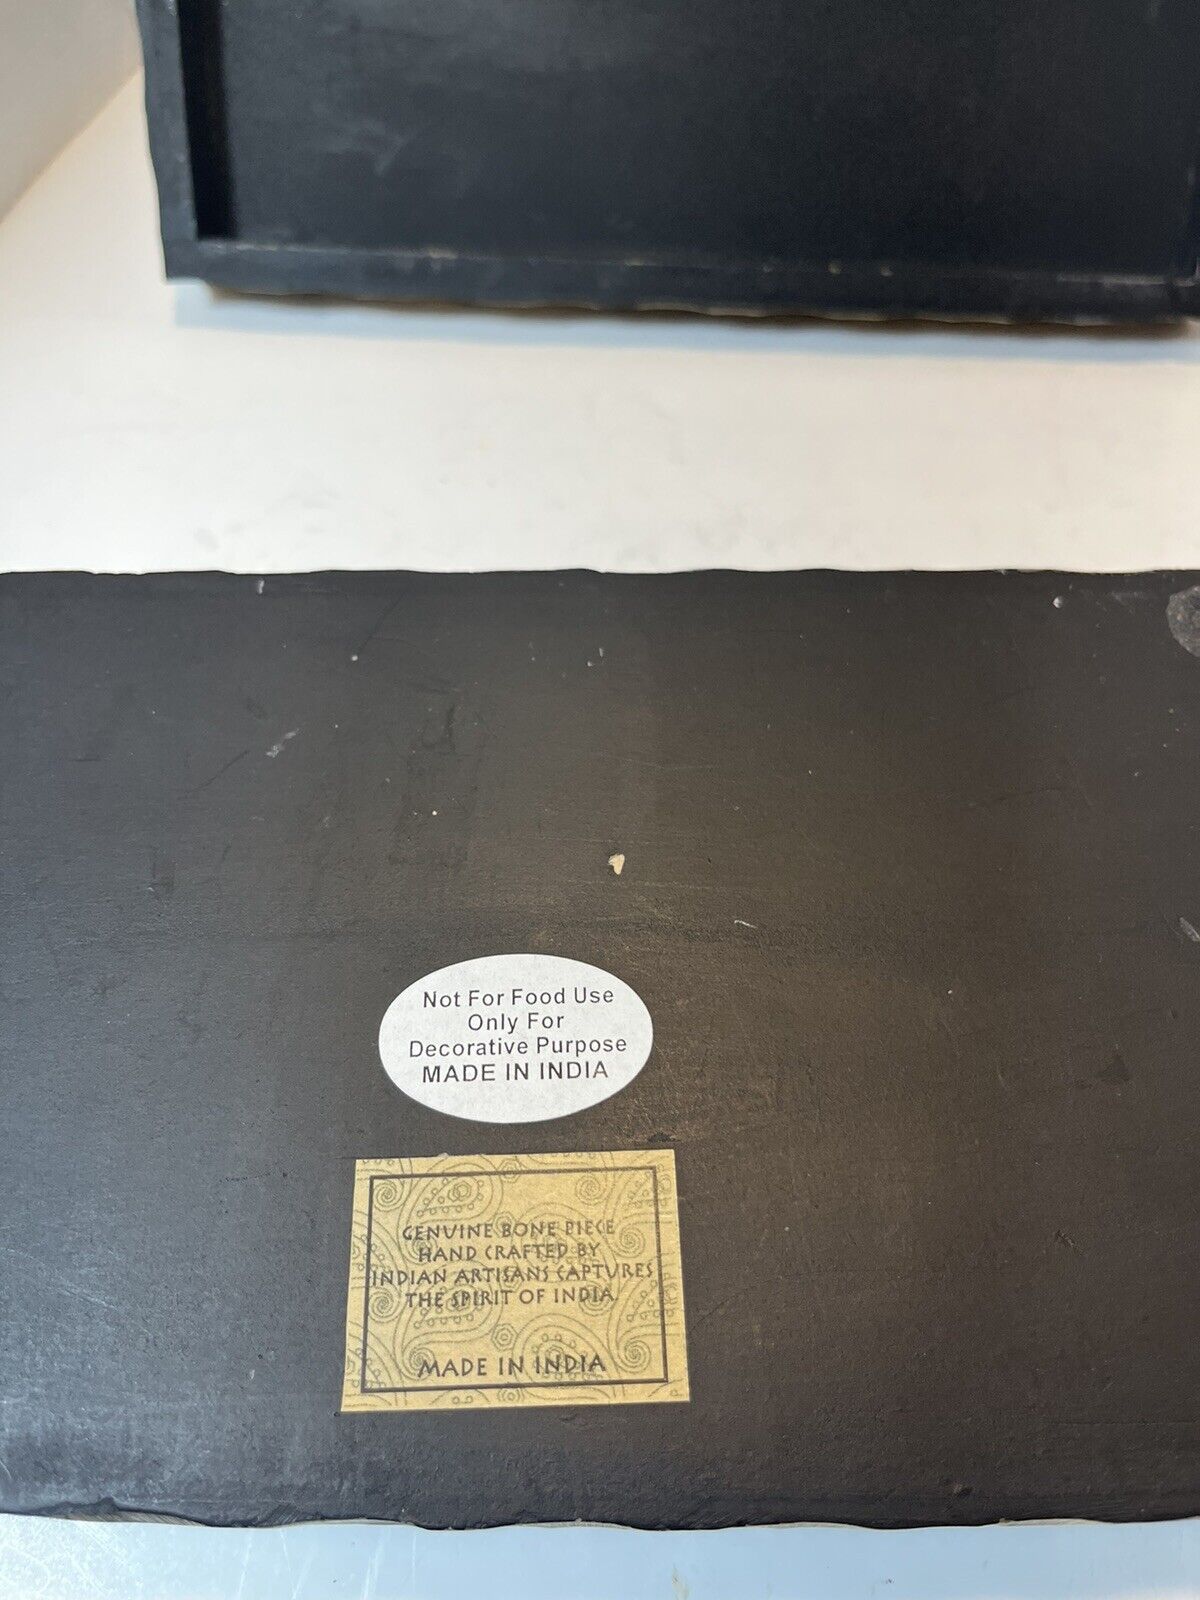 Not For Food Use
Only For
Decorative Purpose
MADE IN INDIA
GENUINE BONE PIECE
HAND CRAFTED BY
INDIAN ARTISANS CAPTURES
THE SPIRIT OF INDIA.
MADE IN INDIA